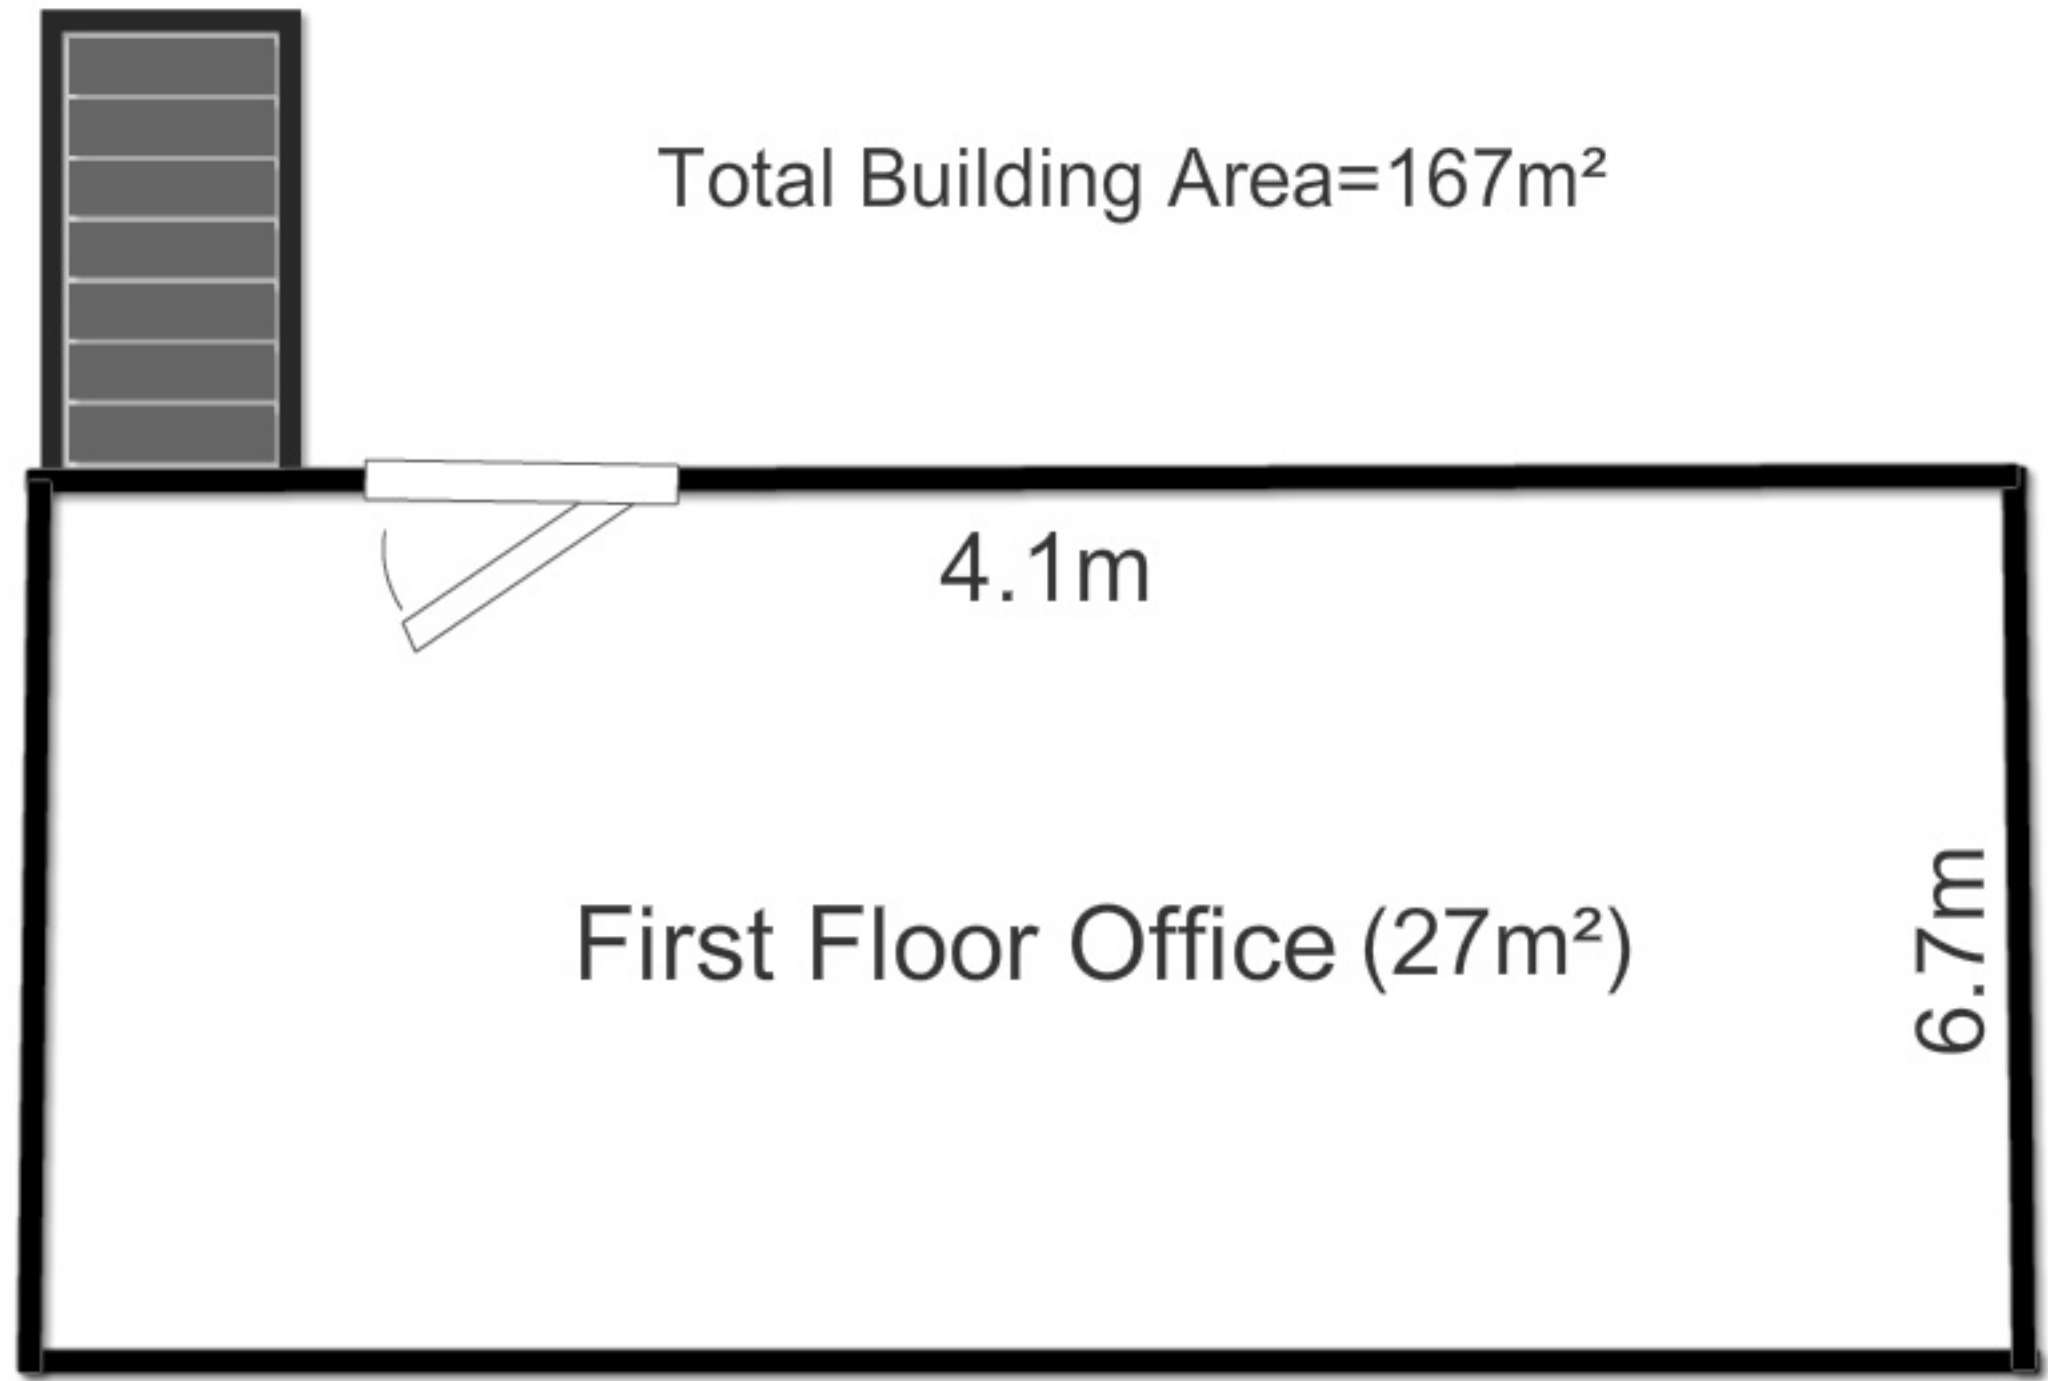 Total Building Area=167m²
4.1m
First Floor Office (27m²)
6.7m